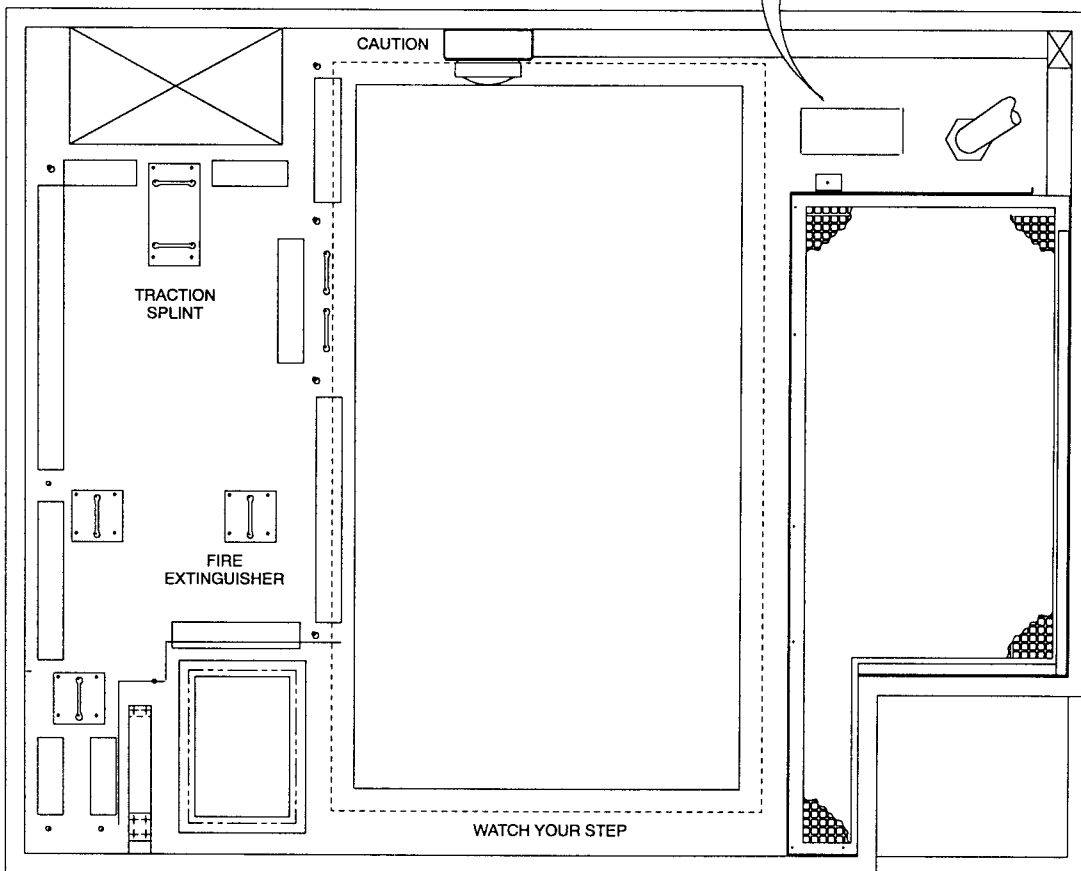 CAUTION
TRACTION
SPLINT
FIRE
EXTINGUISHER
WATCH YOUR STEP